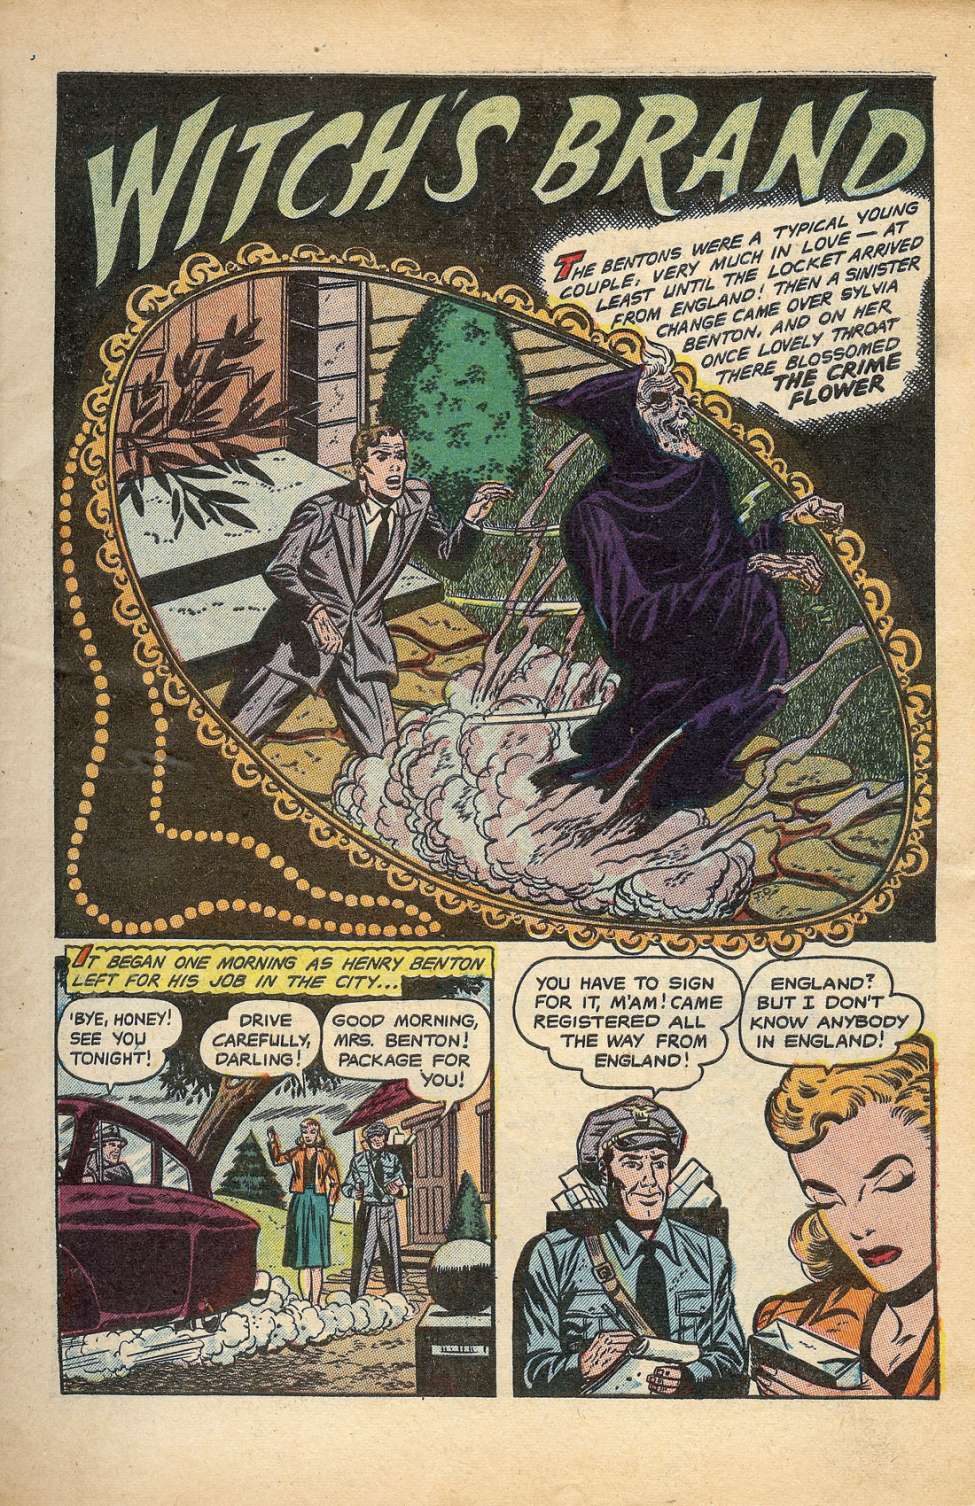 WITCH'S BRAND
THE BENTONS WERE A TYPICAL YOUNG
COUPLE, VERY MUCH IN LOVE — AT
LEAST UNTIL THE LOCKET ARRIVED
FROM ENGLAND! THEN A SINISTER
CHANGE CAME OVER SYLVIA
BENTON, AND ON HER
ONCE LOVELY THROAT
THERE BLOSSOMED
THE CRIME
FLOWER
IT BEGAN ONE MORNING AS HENRY BENTON
LEFT FOR HIS JOB IN THE CITY...
'BYE, HONEY!
SEE YOU
TONIGHT!
DRIVE
CAREFULLY,
DARLING!
GOOD MORNING,
MRS. BENTON!
PACKAGE FOR
YOU!
YOU HAVE TO SIGN
FOR IT, M'AM! CAME
REGISTERED ALL
THE WAY FROM
ENGLAND!
ENGLAND?
BUT I DON'T
KNOW ANYBODY
IN ENGLAND!